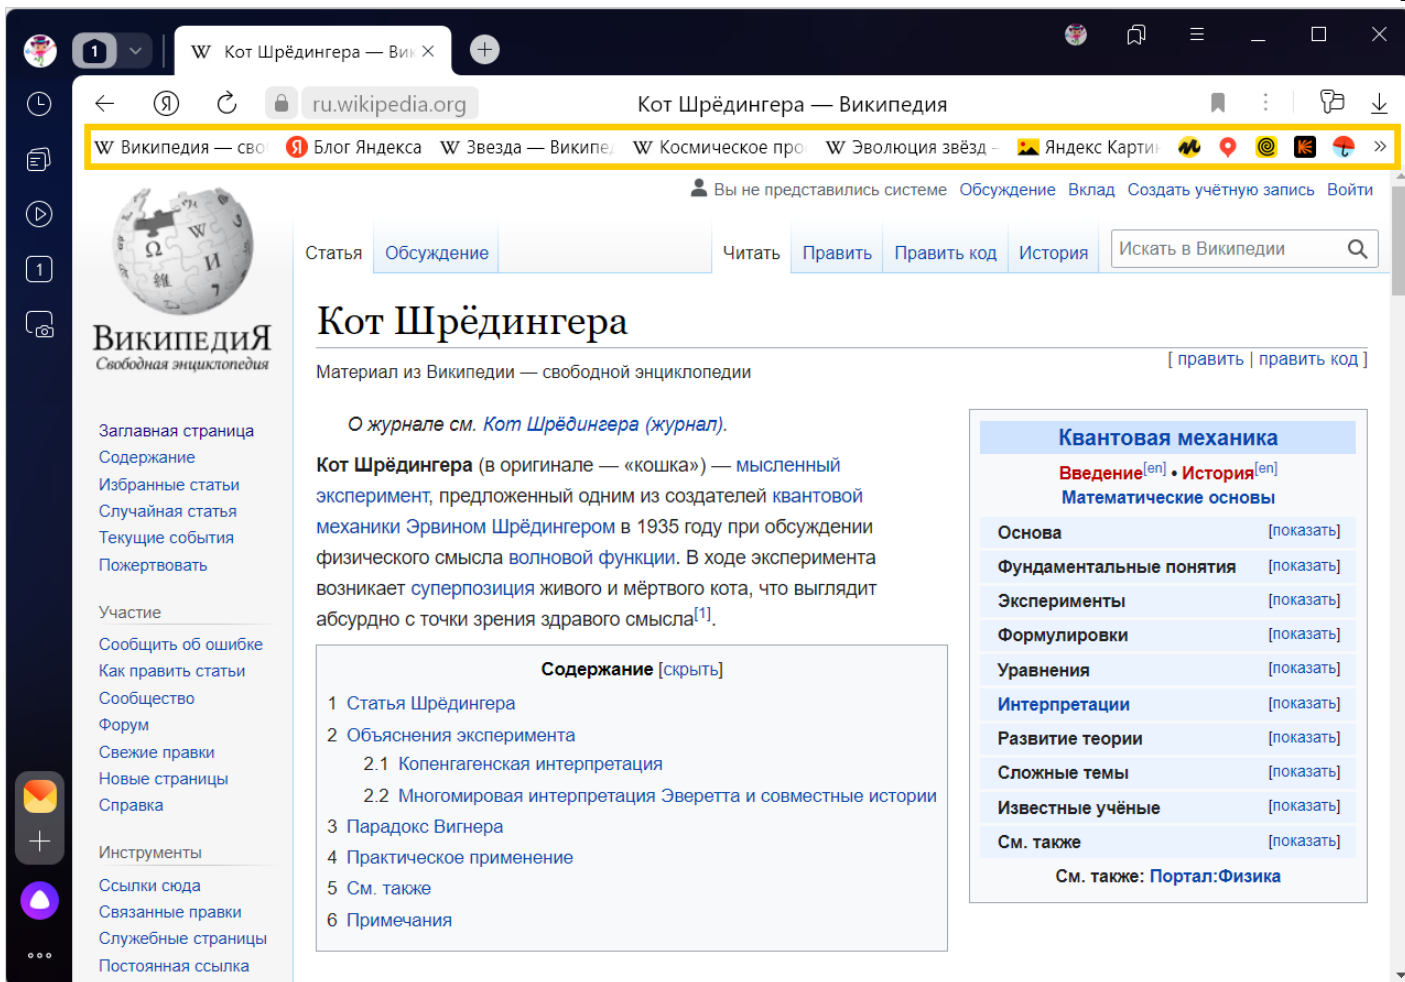 1
Кот Шрёдингера — Вик
ru.wikipedia.org
Кот Шрёдингера — Википедия
Википедия — сво
Блог Яндекса
Звезда — Википе
Космическое про
Эволюция звёзд –
Яндекс Картин
1
Вы не представились системе Обсуждение Вклад Создать учётную запись Войти
Статья Обсуждение Читать Править Править код История Искать в Википедии
ВикипедиЯ
Свободная энциклопедия
Заглавная страница
Содержание
Избранные статьи
Случайная статья
Текущие события
Пожертвовать
Участие
Сообщить об ошибке
Как править статьи
Сообщество
Форум
Свежие правки
Новые страницы
Справка
Инструменты
Ссылки сюда
Связанные правки
Служебные страницы
Постоянная ссылка
Кот Шрёдингера
[ править | править код ]
Материал из Википедии — свободной энциклопедии
О журнале см. Кот Шрёдингера (журнал).
Кот Шрёдингера (в оригинале — «кошка») — мысленный
эксперимент, предложенный одним из создателей квантовой
механики Эрвином Шрёдингером в 1935 году при обсуждении
физического смысла волновой функции. В ходе эксперимента
возникает суперпозиция живого и мёртвого кота, что выглядит
абсурдно с точки зрения здравого смысла[1].
Содержание [скрыть]
1 Статья Шрёдингера
2 Объяснения эксперимента
2.1 Копенгагенская интерпретация
2.2 Многомировая интерпретация Эверетта и совместные истории
3 Парадокс Вигнера
4 Практическое применение
5 См. также
6 Примечания
Квантовая механика
Введение[en] • История[en]
Математические основы
Основа [показать]
Фундаментальные понятия [показать]
Эксперименты [показать]
Формулировки [показать]
Уравнения [показать]
Интерпретации [показать]
Развитие теории [показать]
Сложные темы [показать]
Известные учёные [показать]
См. также [показать]
См. также: Портал:Физика